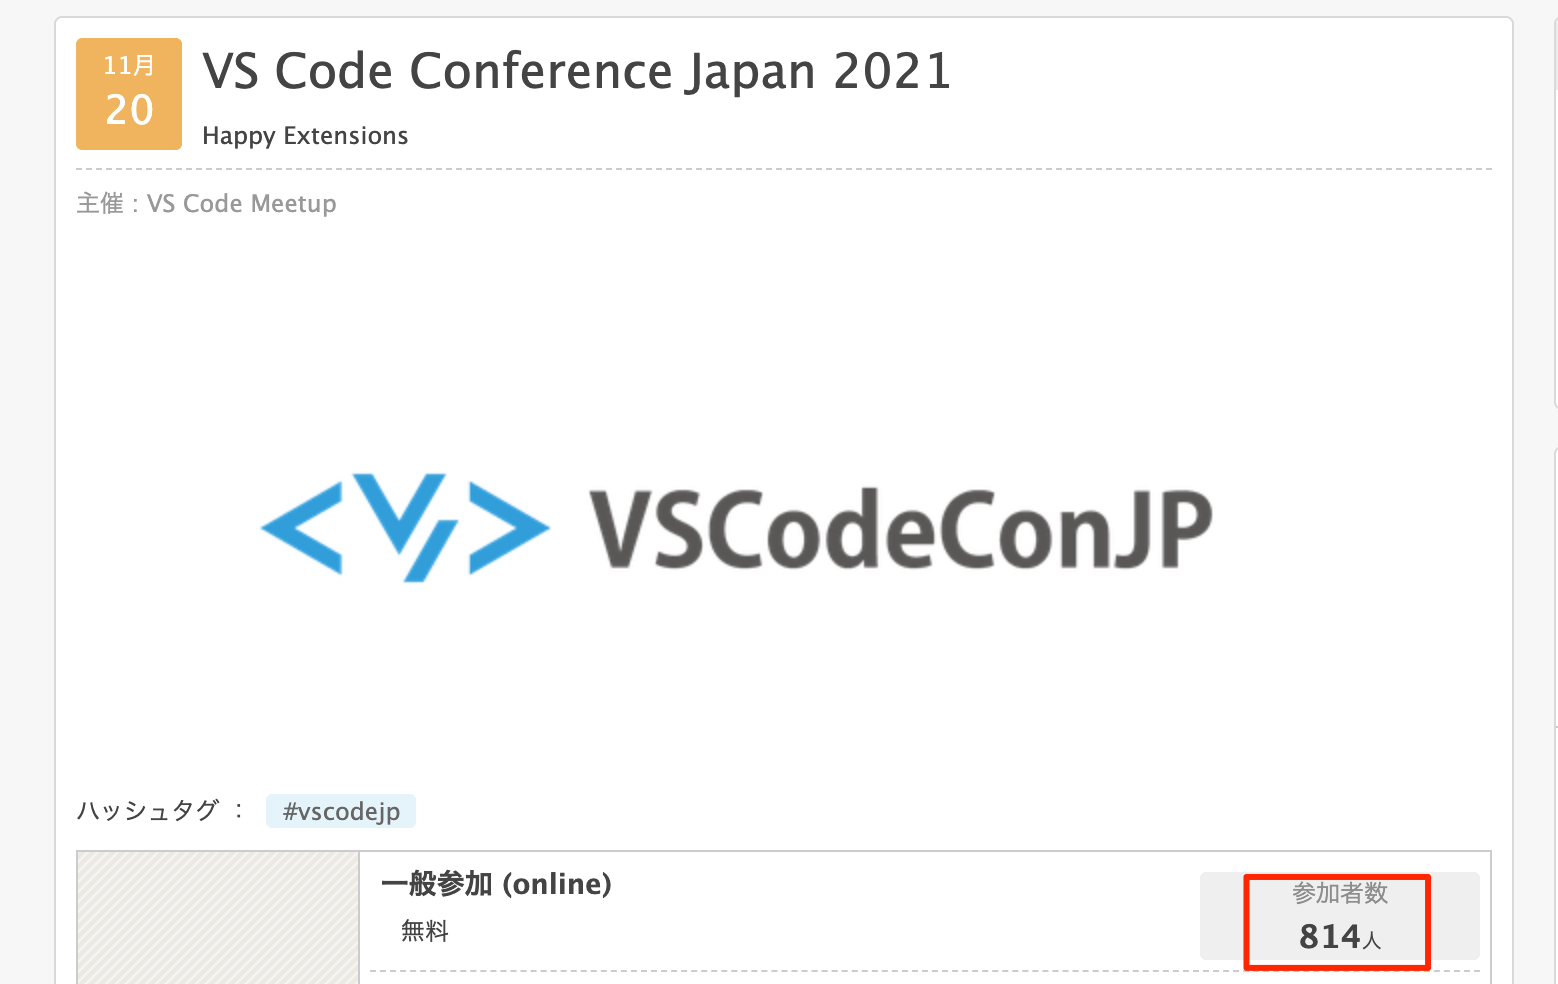 11月
20
VS Code Conference Japan 2021
Happy Extensions
主催：VS Code Meetup
VSCodeConJP
ハッシュタグ ： #vscodejp
一般参加 (online)
無料
参加者数
814人